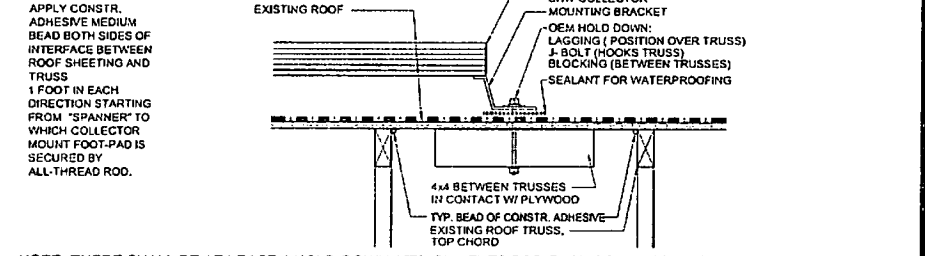 APPLY CONSTR.
ADHESIVE MEDIUM
BEAD BOTH SIDES OF
INTERFACE BETWEEN
ROOF SHEETING AND
TRUSS
1 FOOT IN EACH
DIRECTION STARTING
FROM "SPANNER" TO
WHICH COLLECTOR
MOUNT FOOT-PAD IS
SECURED BY
ALL-THREAD ROD.
EXISTING ROOF
COLLECTOR
MOUNTING BRACKET
OEM HOLD DOWN:
LAGGING ( POSITION OVER TRUSS)
J- BOLT (HOOKS TRUSS)
BLOCKING (BETWEEN TRUSSES)
SEALANT FOR WATERPROOFING
4x4 BETWEEN TRUSSES
IN CONTACT W/ PLYWOOD
TYP. BEAD OF CONSTR. ADHESIVE
EXISTING ROOF TRUSS,
TOP CHORD